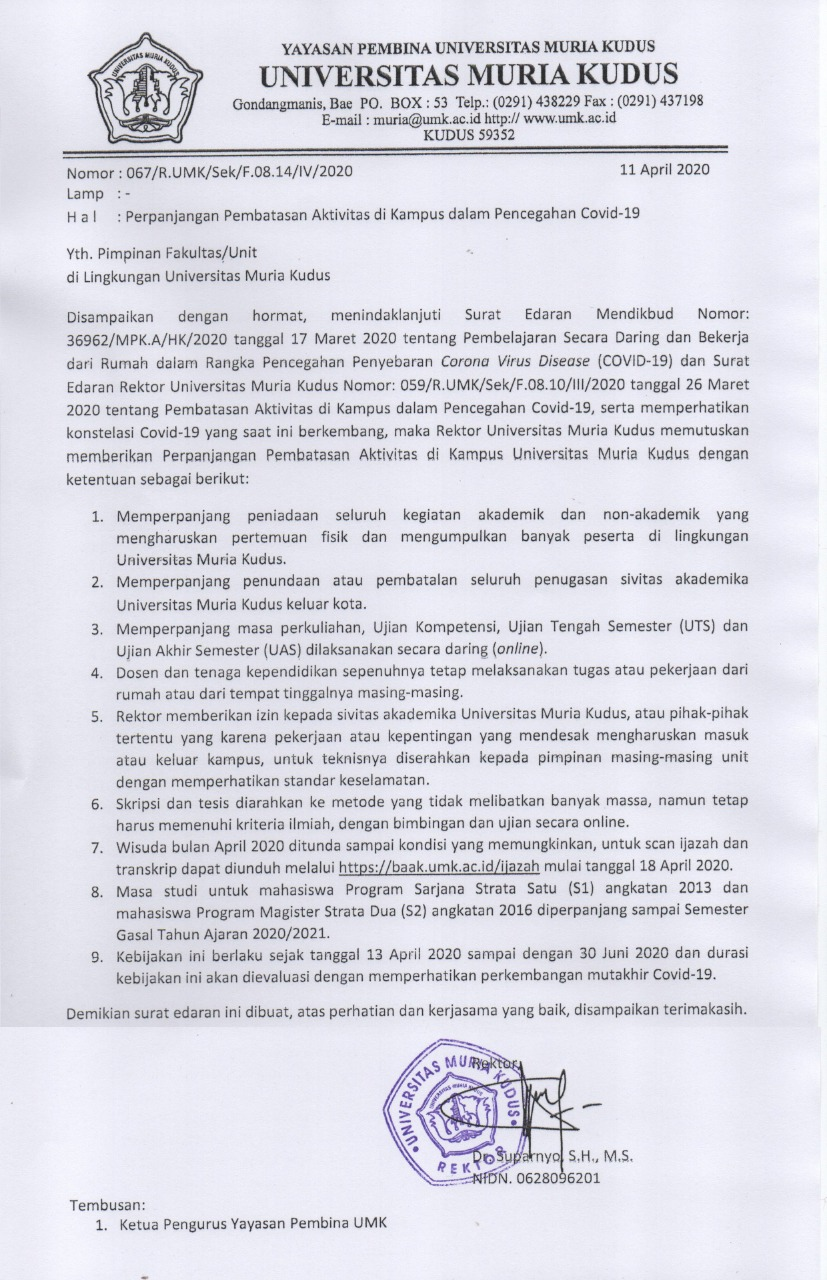 YAYASAN PEMBINA UNIVERSITAS MURIA KUDUS
UNIVERSITAS MURIA KUDUS
Gondangmanis, Bae PO. BOX : 53 Telp.: (0291) 438229 Fax : (0291) 437198
E-mail : muria@umk.ac.id http:// www.umk.ac.id
KUDUS 59352
UNIVERSITAS MURIA KUDUS
Nomor : 067/R.UMK/Sek/F.08.14/IV/2020 11 April 2020
Lamp : -
H a l : Perpanjangan Pembatasan Aktivitas di Kampus dalam Pencegahan Covid-19
Yth. Pimpinan Fakultas/Unit
di Lingkungan Universitas Muria Kudus
Disampaikan dengan hormat, menindaklanjuti Surat Edaran Mendikbud Nomor:
36962/MPK.A/HK/2020 tanggal 17 Maret 2020 tentang Pembelajaran Secara Daring dan Bekerja
dari Rumah dalam Rangka Pencegahan Penyebaran Corona Virus Disease (COVID-19) dan Surat
Edaran Rektor Universitas Muria Kudus Nomor: 059/R.UMK/Sek/F.08.10/III/2020 tanggal 26 Maret
2020 tentang Pembatasan Aktivitas di Kampus dalam Pencegahan Covid-19, serta memperhatikan
konstelasi Covid-19 yang saat ini berkembang, maka Rektor Universitas Muria Kudus memutuskan
memberikan Perpanjangan Pembatasan Aktivitas di Kampus Universitas Muria Kudus dengan
ketentuan sebagai berikut:
1. Memperpanjang peniadaan seluruh kegiatan akademik dan non-akademik yang
mengharuskan pertemuan fisik dan mengumpulkan banyak peserta di lingkungan
Universitas Muria Kudus.
2. Memperpanjang penundaan atau pembatalan seluruh penugasan sivitas akademika
Universitas Muria Kudus keluar kota.
3. Memperpanjang masa perkuliahan, Ujian Kompetensi, Ujian Tengah Semester (UTS) dan
Ujian Akhir Semester (UAS) dilaksanakan secara daring (online).
4. Dosen dan tenaga kependidikan sepenuhnya tetap melaksanakan tugas atau pekerjaan dari
rumah atau dari tempat tinggalnya masing-masing.
5. Rektor memberikan izin kepada sivitas akademika Universitas Muria Kudus, atau pihak-pihak
tertentu yang karena pekerjaan atau kepentingan yang mendesak mengharuskan masuk
atau keluar kampus, untuk teknisnya diserahkan kepada pimpinan masing-masing unit
dengan memperhatikan standar keselamatan.
6. Skripsi dan tesis diarahkan ke metode yang tidak melibatkan banyak massa, namun tetap
harus memenuhi kriteria ilmiah, dengan bimbingan dan ujian secara online.
7. Wisuda bulan April 2020 ditunda sampai kondisi yang memungkinkan, untuk scan ijazah dan
transkrip dapat diunduh melalui https://baak.umk.ac.id/ijazah mulai tanggal 18 April 2020.
8. Masa studi untuk mahasiswa Program Sarjana Strata Satu (S1) angkatan 2013 dan
mahasiswa Program Magister Strata Dua (S2) angkatan 2016 diperpanjang sampai Semester
Gasal Tahun Ajaran 2020/2021.
9. Kebijakan ini berlaku sejak tanggal 13 April 2020 sampai dengan 30 Juni 2020 dan durasi
kebijakan ini akan dievaluasi dengan memperhatikan perkembangan mutakhir Covid-19.
Demikian surat edaran ini dibuat, atas perhatian dan kerjasama yang baik, disampaikan terimakasih.
Rektor,
UNIVERSITAS MURIA KUDUS
REKTOR
Dr. Suparnyo, S.H., M.S.
NIDN. 0628096201
Tembusan:
1. Ketua Pengurus Yayasan Pembina UMK